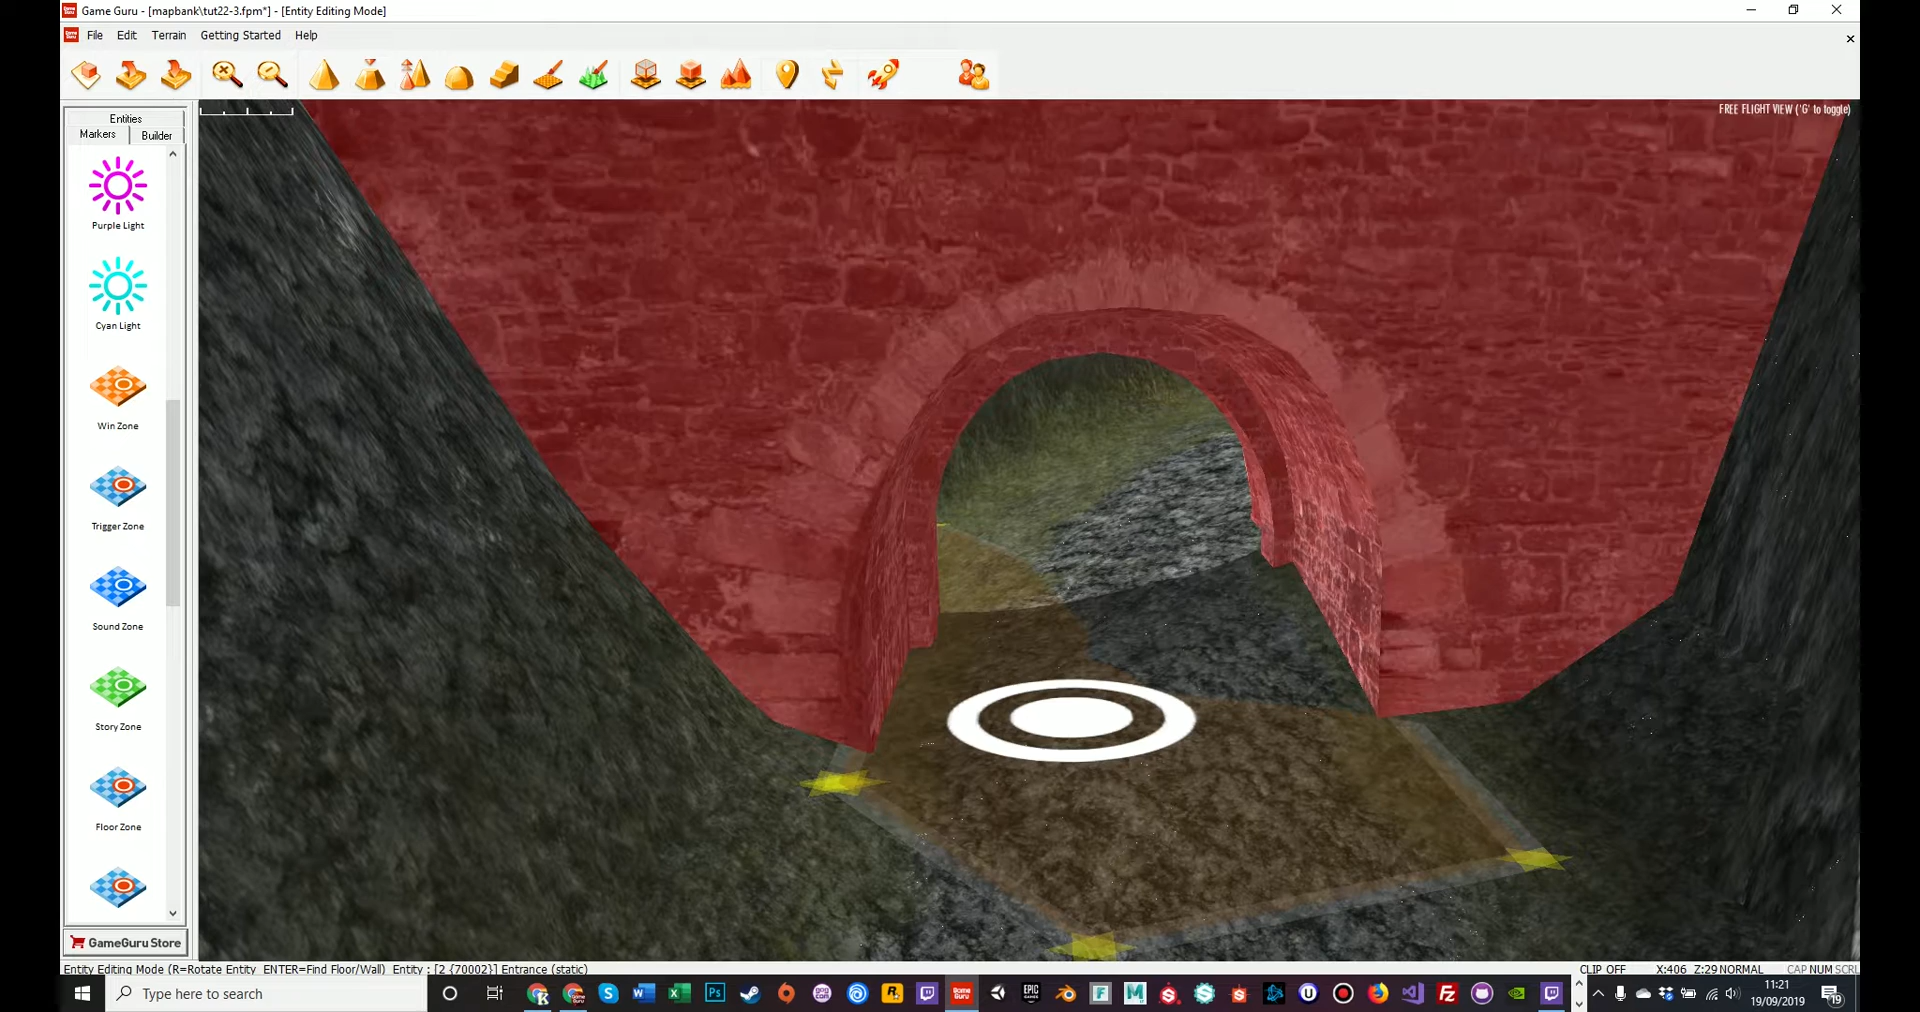 Game Guru - [mapbank\tut22-3.fpm*] - [Entity Editing Mode]
File Edit Terrain Getting Started Help
FREE FLIGHT VIEW ('G' to toggle)
Entities
Markers Builder
Purple Light
Cyan Light
Win Zone
Trigger Zone
Sound Zone
Story Zone
Floor Zone
GameGuru Store
Entity Editing Mode (R=Rotate Entity ENTER=Find Floor/Wall) Entity : [2 {70002}] Entrance (static)
CLIP OFF X:406 Z:29 NORMAL CAP NUM SCRL
Type here to search
11:21
19/09/2019
19